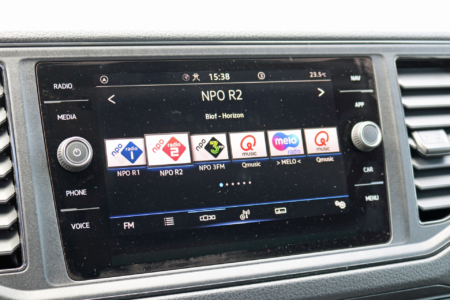 RADIO
MEDIA
PHONE
VOICE
15:38
23.5°C
NPO R2
Blof - Horizon
npo radio 1
npo radio 2
npo 3fm
Q music
melo radio
Q music
NPO R1
NPO R2
NPO 3FM
Qmusic
> MELO <
Qmusic
FM
NAV
APP
CAR
MENU